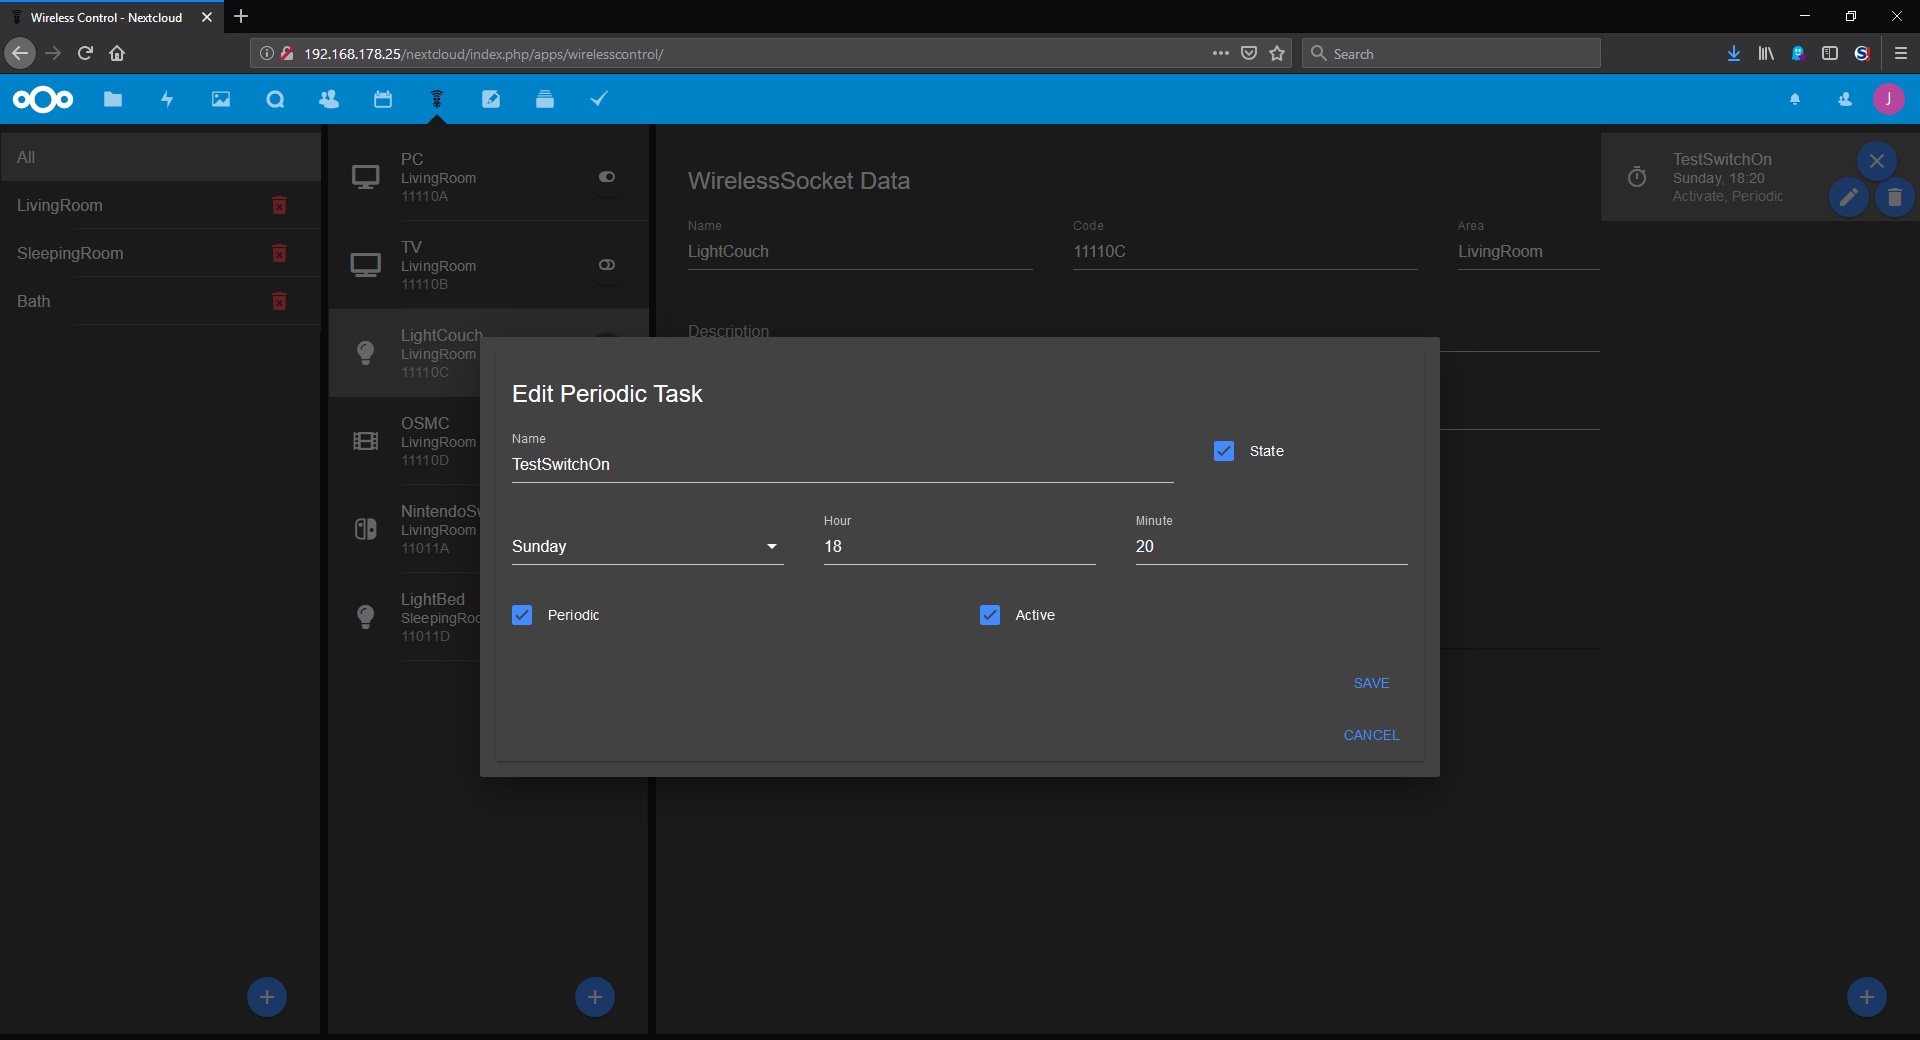 Wireless Control - Nextcloud
192.168.178.25/nextcloud/index.php/apps/wirelesscontrol/
Search
J
All
LivingRoom
SleepingRoom
Bath
PC
LivingRoom
11110A
TV
LivingRoom
11110B
LightCouch
LivingRoom
11110C
OSMC
LivingRoom
11110D
NintendoSw
LivingRoom
11011A
LightBed
SleepingRoo
11011D
WirelessSocket Data
Name
LightCouch
Code
11110C
Area
LivingRoom
Description
Edit Periodic Task
Name
TestSwitchOn
State
Sunday
Hour
18
Minute
20
Periodic
Active
SAVE
CANCEL
TestSwitchOn
Sunday, 18:20
Activate, Periodic